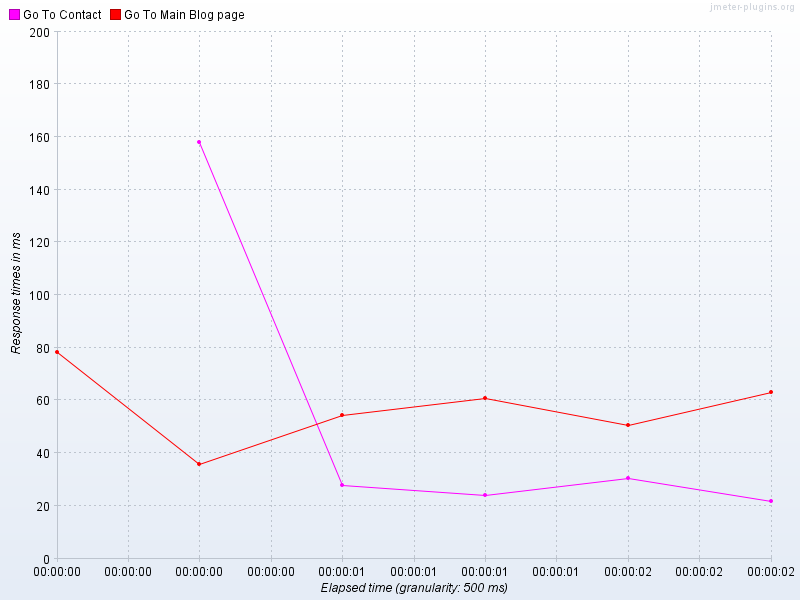 jmeter-plugins.org
Go To Contact Go To Main Blog page
200
180
160
140
120
100
80
60
40
20
0
Response times in ms
00:00:00 00:00:00 00:00:00 00:00:00 00:00:01 00:00:01 00:00:01 00:00:01 00:00:02 00:00:02 00:00:02
Elapsed time (granularity: 500 ms)